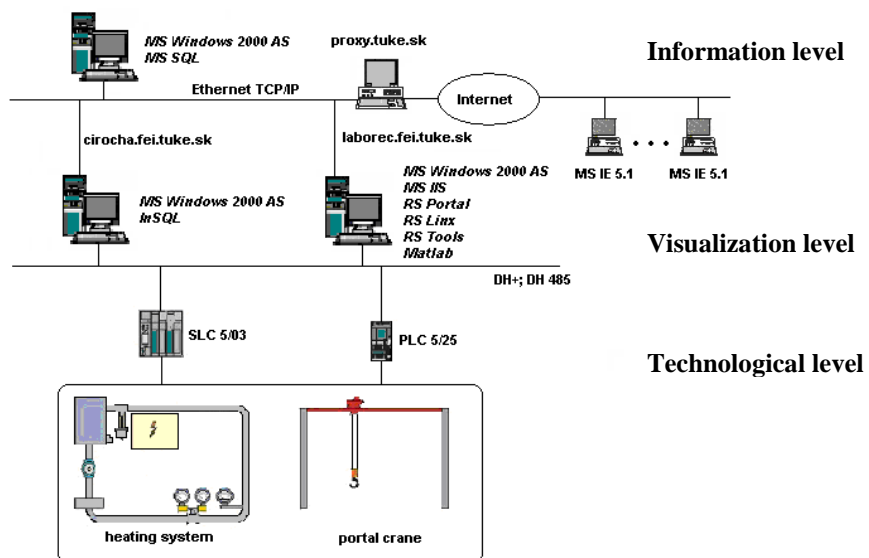 MS Windows 2000 AS
MS SQL
proxy.tuke.sk
Information level
Ethernet TCP/IP
Internet
cirocha.fei.tuke.sk
laborec.fei.tuke.sk
MS IE 5.1
MS IE 5.1
MS Windows 2000 AS
InSQL
MS Windows 2000 AS
MS IIS
RS Portal
RS Linx
RS Tools
Matlab
Visualization level
DH+; DH 485
SLC 5/03
PLC 5/25
Technological level
heating system
portal crane